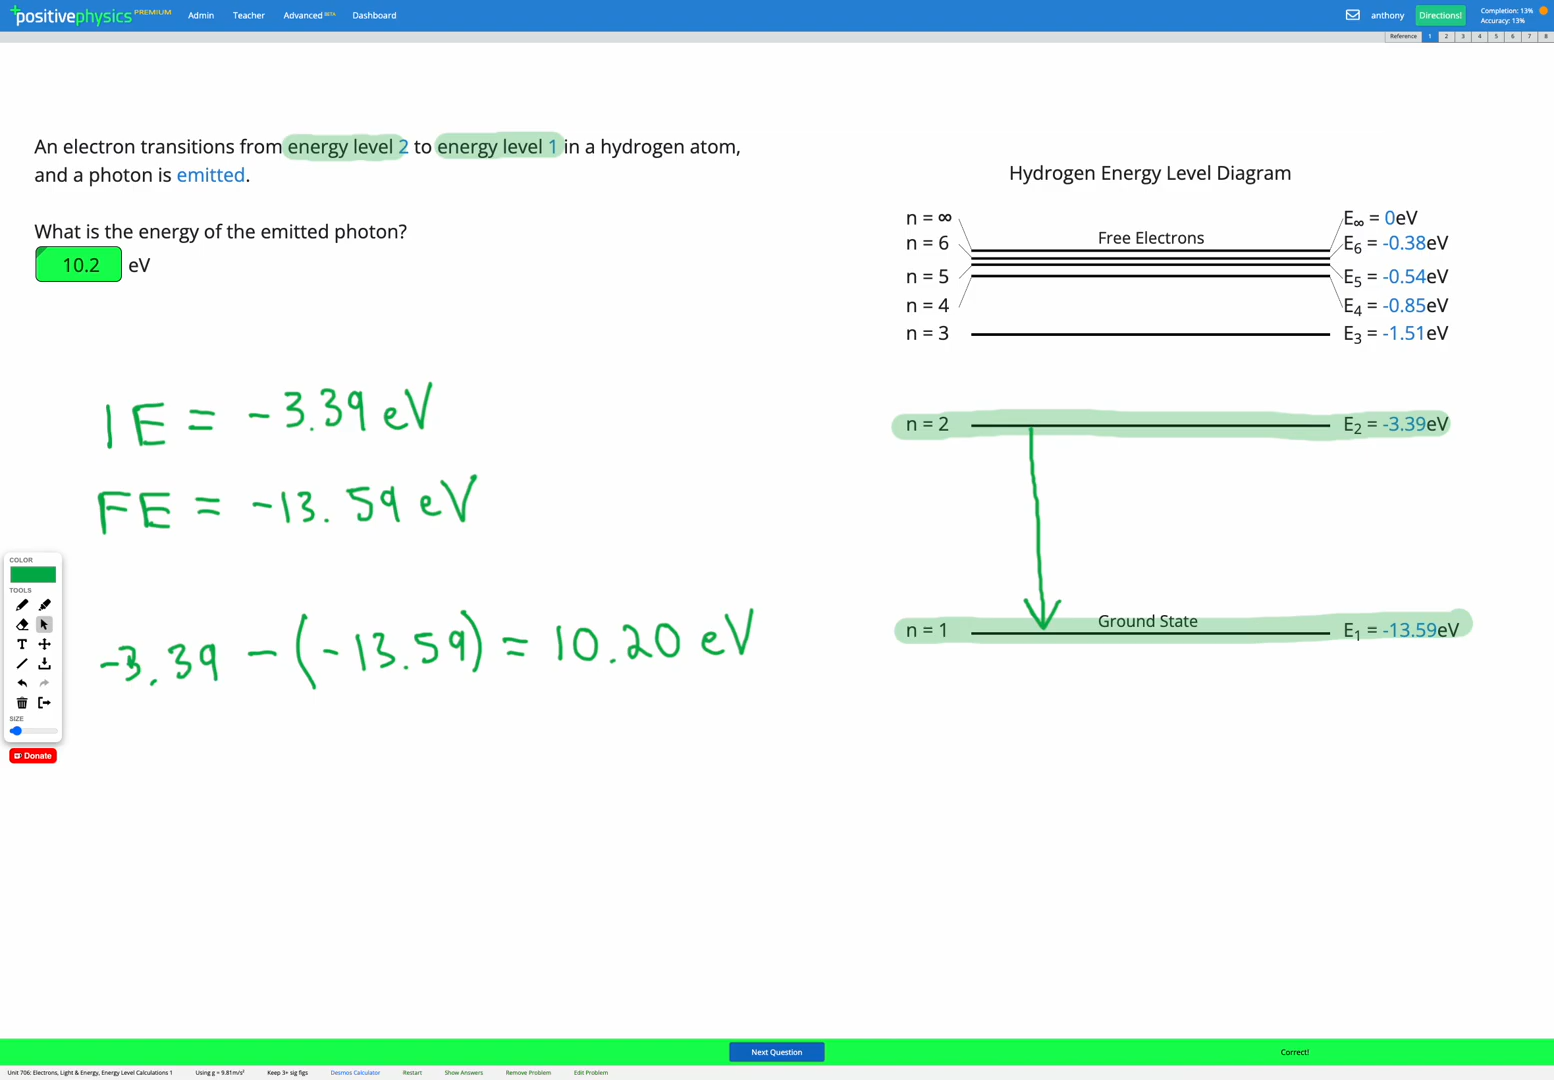 positivephysics PREMIUM Admin Teacher Advanced BETA Dashboard anthony Directions! Completion: 13%
Accuracy: 13%
Reference 1 2 3 4 5 6 7 8
An electron transitions from energy level 2 to energy level 1 in a hydrogen atom,
and a photon is emitted.
What is the energy of the emitted photon?
10.2 eV
Hydrogen Energy Level Diagram
n = ∞ E∞ = 0eV
Free Electrons
n = 6 E6 = -0.38eV
n = 5 E5 = -0.54eV
n = 4 E4 = -0.85eV
n = 3 E3 = -1.51eV
n = 2 E2 = -3.39eV
Ground State
n = 1 E1 = -13.59eV
IE = -3.39 eV
FE = -13.59 eV
-3.39 - (-13.59) = 10.20 eV
COLOR
TOOLS
T
SIZE
Donate
Next Question Correct!
Unit 706: Electrons, Light & Energy, Energy Level Calculations 1 Using g = 9.81m/s² Keep 3+ sig figs Desmos Calculator Restart Show Answers Remove Problem Edit Problem